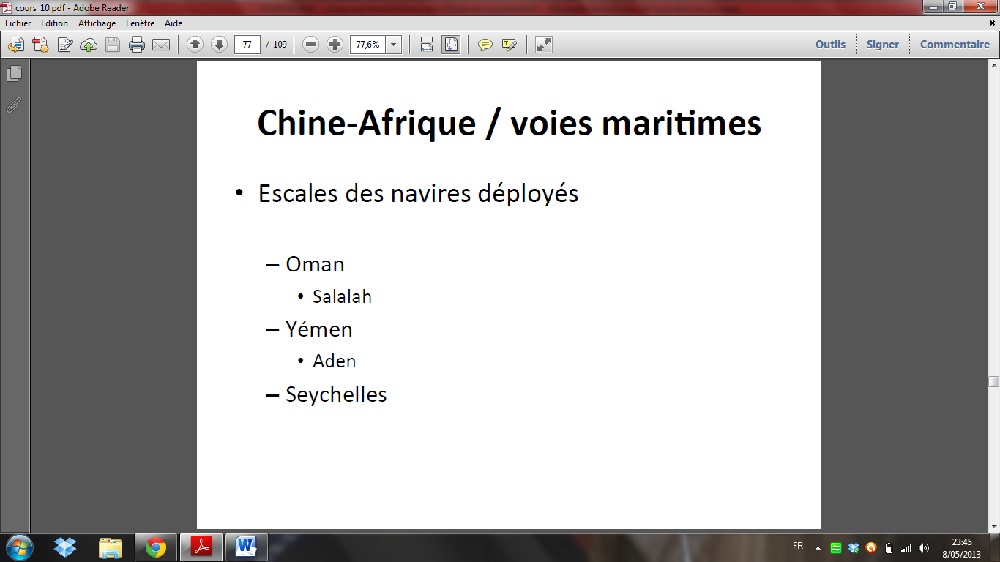 cours_10.pdf - Adobe Reader
Fichier Edition Affichage Fenêtre Aide
77 / 109 77,6% Outils Signer Commentaire
Chine-Afrique / voies maritimes
• Escales des navires déployés
– Oman
• Salalah
– Yémen
• Aden
– Seychelles
FR 23:45
8/05/2013